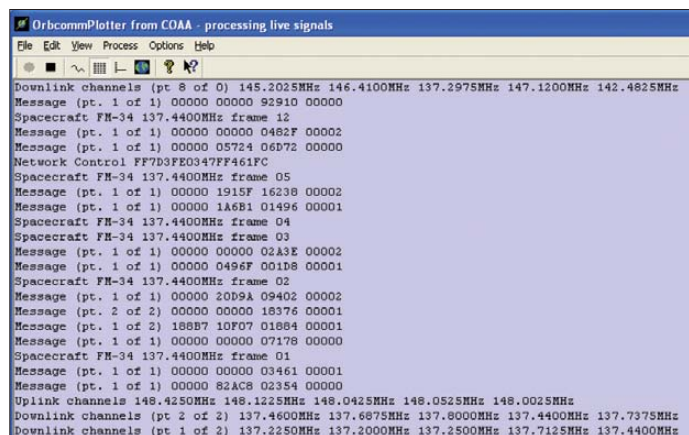 OrbcommPlotter from COAA - processing live signals
File Edit View Process Options Help
Downlink channels (pt 8 of 0) 145.2025MHz 146.4100MHz 137.2975MHz 147.1200MHz 142.4825MHz
Message (pt. 1 of 1) 00000 00000 92910 00000
Spacecraft FM-34 137.4400MHz frame 12
Message (pt. 1 of 1) 00000 00000 0482F 00002
Message (pt. 1 of 1) 00000 05724 06D72 00000
Network Control FF7D3FE0347FF461FC
Spacecraft FM-34 137.4400MHz frame 05
Message (pt. 1 of 1) 00000 1915F 16238 00002
Message (pt. 1 of 1) 00000 1A6B1 01496 00001
Spacecraft FM-34 137.4400MHz frame 04
Spacecraft FM-34 137.4400MHz frame 03
Message (pt. 1 of 1) 00000 00000 02A3E 00002
Message (pt. 1 of 1) 00000 0496F 001D8 00001
Spacecraft FM-34 137.4400MHz frame 02
Message (pt. 1 of 1) 00000 20D9A 09402 00002
Message (pt. 2 of 2) 00000 00000 18376 00001
Message (pt. 1 of 2) 188B7 10F07 01884 00001
Message (pt. 1 of 1) 00000 00000 07178 00000
Spacecraft FM-34 137.4400MHz frame 01
Message (pt. 1 of 1) 00000 00000 03461 00001
Message (pt. 1 of 1) 00000 82AC8 02354 00000
Uplink channels 148.4250MHz 148.1225MHz 148.0425MHz 148.0525MHz 148.0025MHz
Downlink channels (pt 2 of 2) 137.4600MHz 137.6875MHz 137.8000MHz 137.4400MHz 137.7375MHz
Downlink channels (pt 1 of 2) 137.2250MHz 137.2000MHz 137.2500MHz 137.7125MHz 137.4400MHz